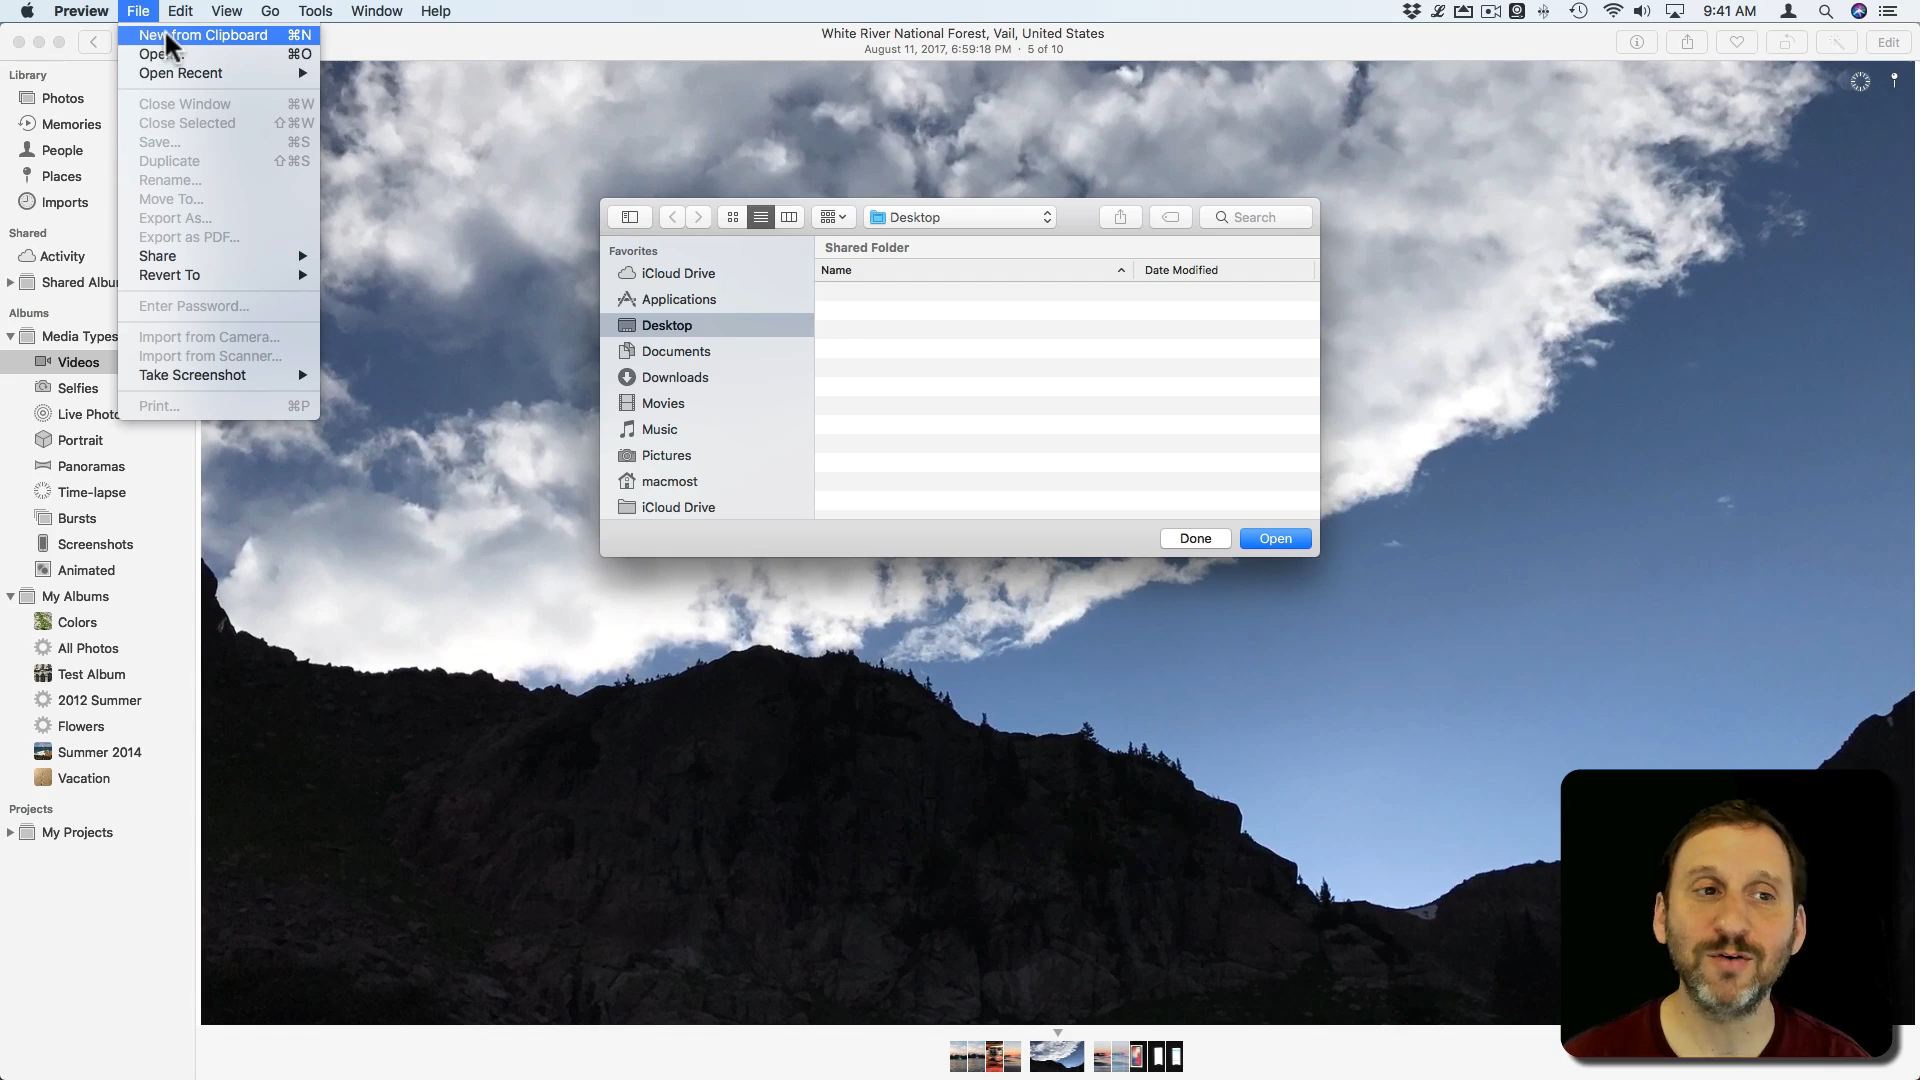 Preview File Edit View Go Tools Window Help
9:41 AM
New from Clipboard ⌘N
⌘O
Open Recent
Close Window ⌘W
Close Selected ⇧⌘W
Save... ⌘S
Duplicate ⇧⌘S
Rename...
Move To...
Export As...
Export as PDF...
Share
Revert To
Enter Password...
Import from Camera...
Import from Scanner...
Take Screenshot
Print... ⌘P
White River National Forest, Vail, United States
August 11, 2017, 6:59:18 PM · 5 of 10
Edit
Library
Photos
Memories
People
Places
Imports
Shared
Activity
Shared
Albums
Media Types
Videos
Selfies
Live
Portrait
Panoramas
Time-lapse
Bursts
Screenshots
Animated
My Albums
Colors
All Photos
Test Album
2012 Summer
Flowers
Summer 2014
Vacation
Projects
My Projects
Desktop
Search
Favorites
iCloud Drive
Applications
Desktop
Documents
Downloads
Movies
Music
Pictures
macmost
iCloud Drive
Shared Folder
Name Date Modified
Done Open